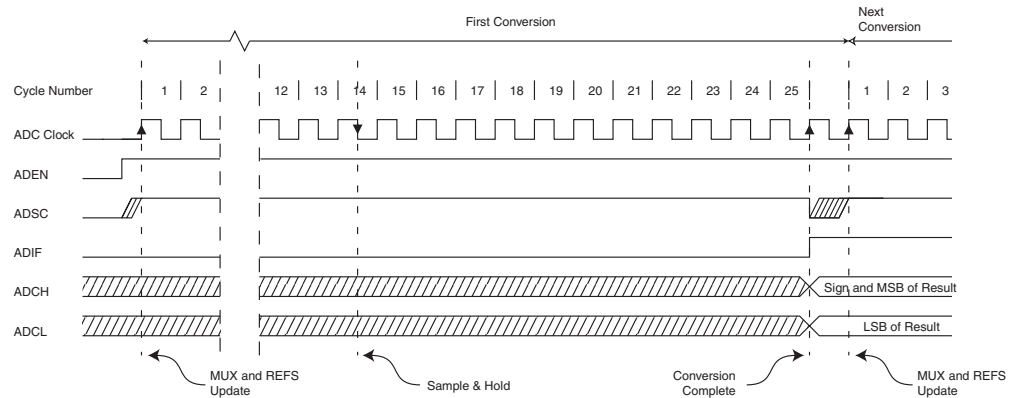 First Conversion
Next
Conversion
Cycle Number 1 2 12 13 14 15 16 17 18 19 20 21 22 23 24 25 1 2 3
ADC Clock
ADEN
ADSC
ADIF
ADCH Sign and MSB of Result
ADCL LSB of Result
MUX and REFS
Update
Sample & Hold
Conversion
Complete
MUX and REFS
Update